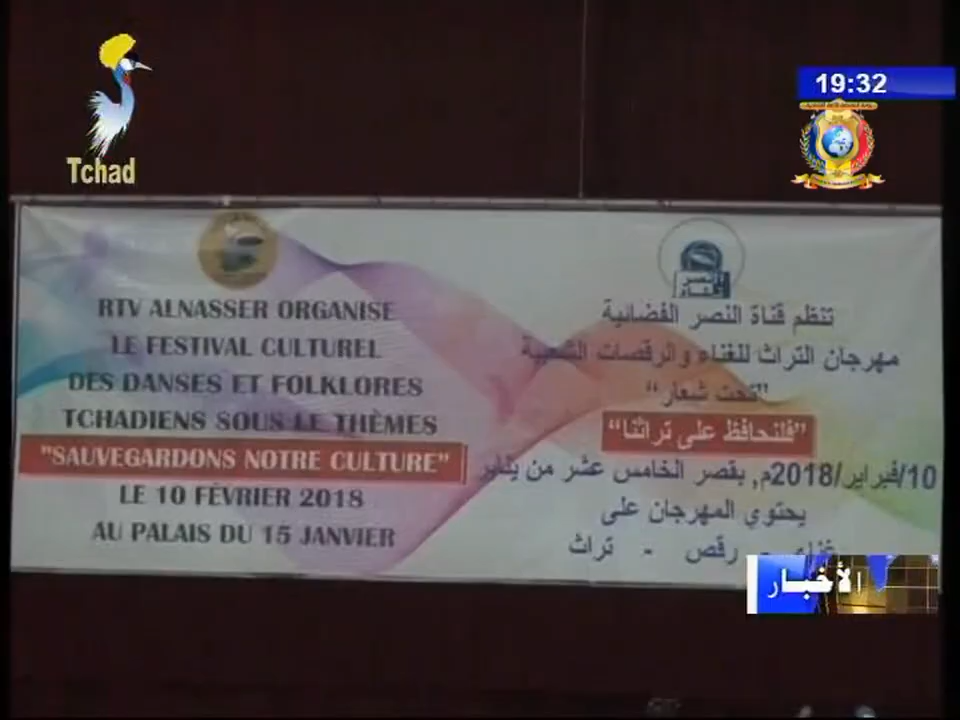 Tchad
19:32
RTV ALNASSER ORGANISE
LE FESTIVAL CULTUREL
DES DANSES ET FOLKLORES
TCHADIENS SOUS LE THÈMES
"SAUVEGARDONS NOTRE CULTURE"
LE 10 FÉVRIER 2018
AU PALAIS DU 15 JANVIER
تنظم قناة النصر الفضائية
مهرجان التراث للغناء والرقصات الشعبية
"تحت شعار"
"فلنحافظ على تراثنا"
10/فبراير/2018م, بقصر الخامس عشر من يناير
يحتوي المهرجان على
غناء - رقص - تراث
الأخبار